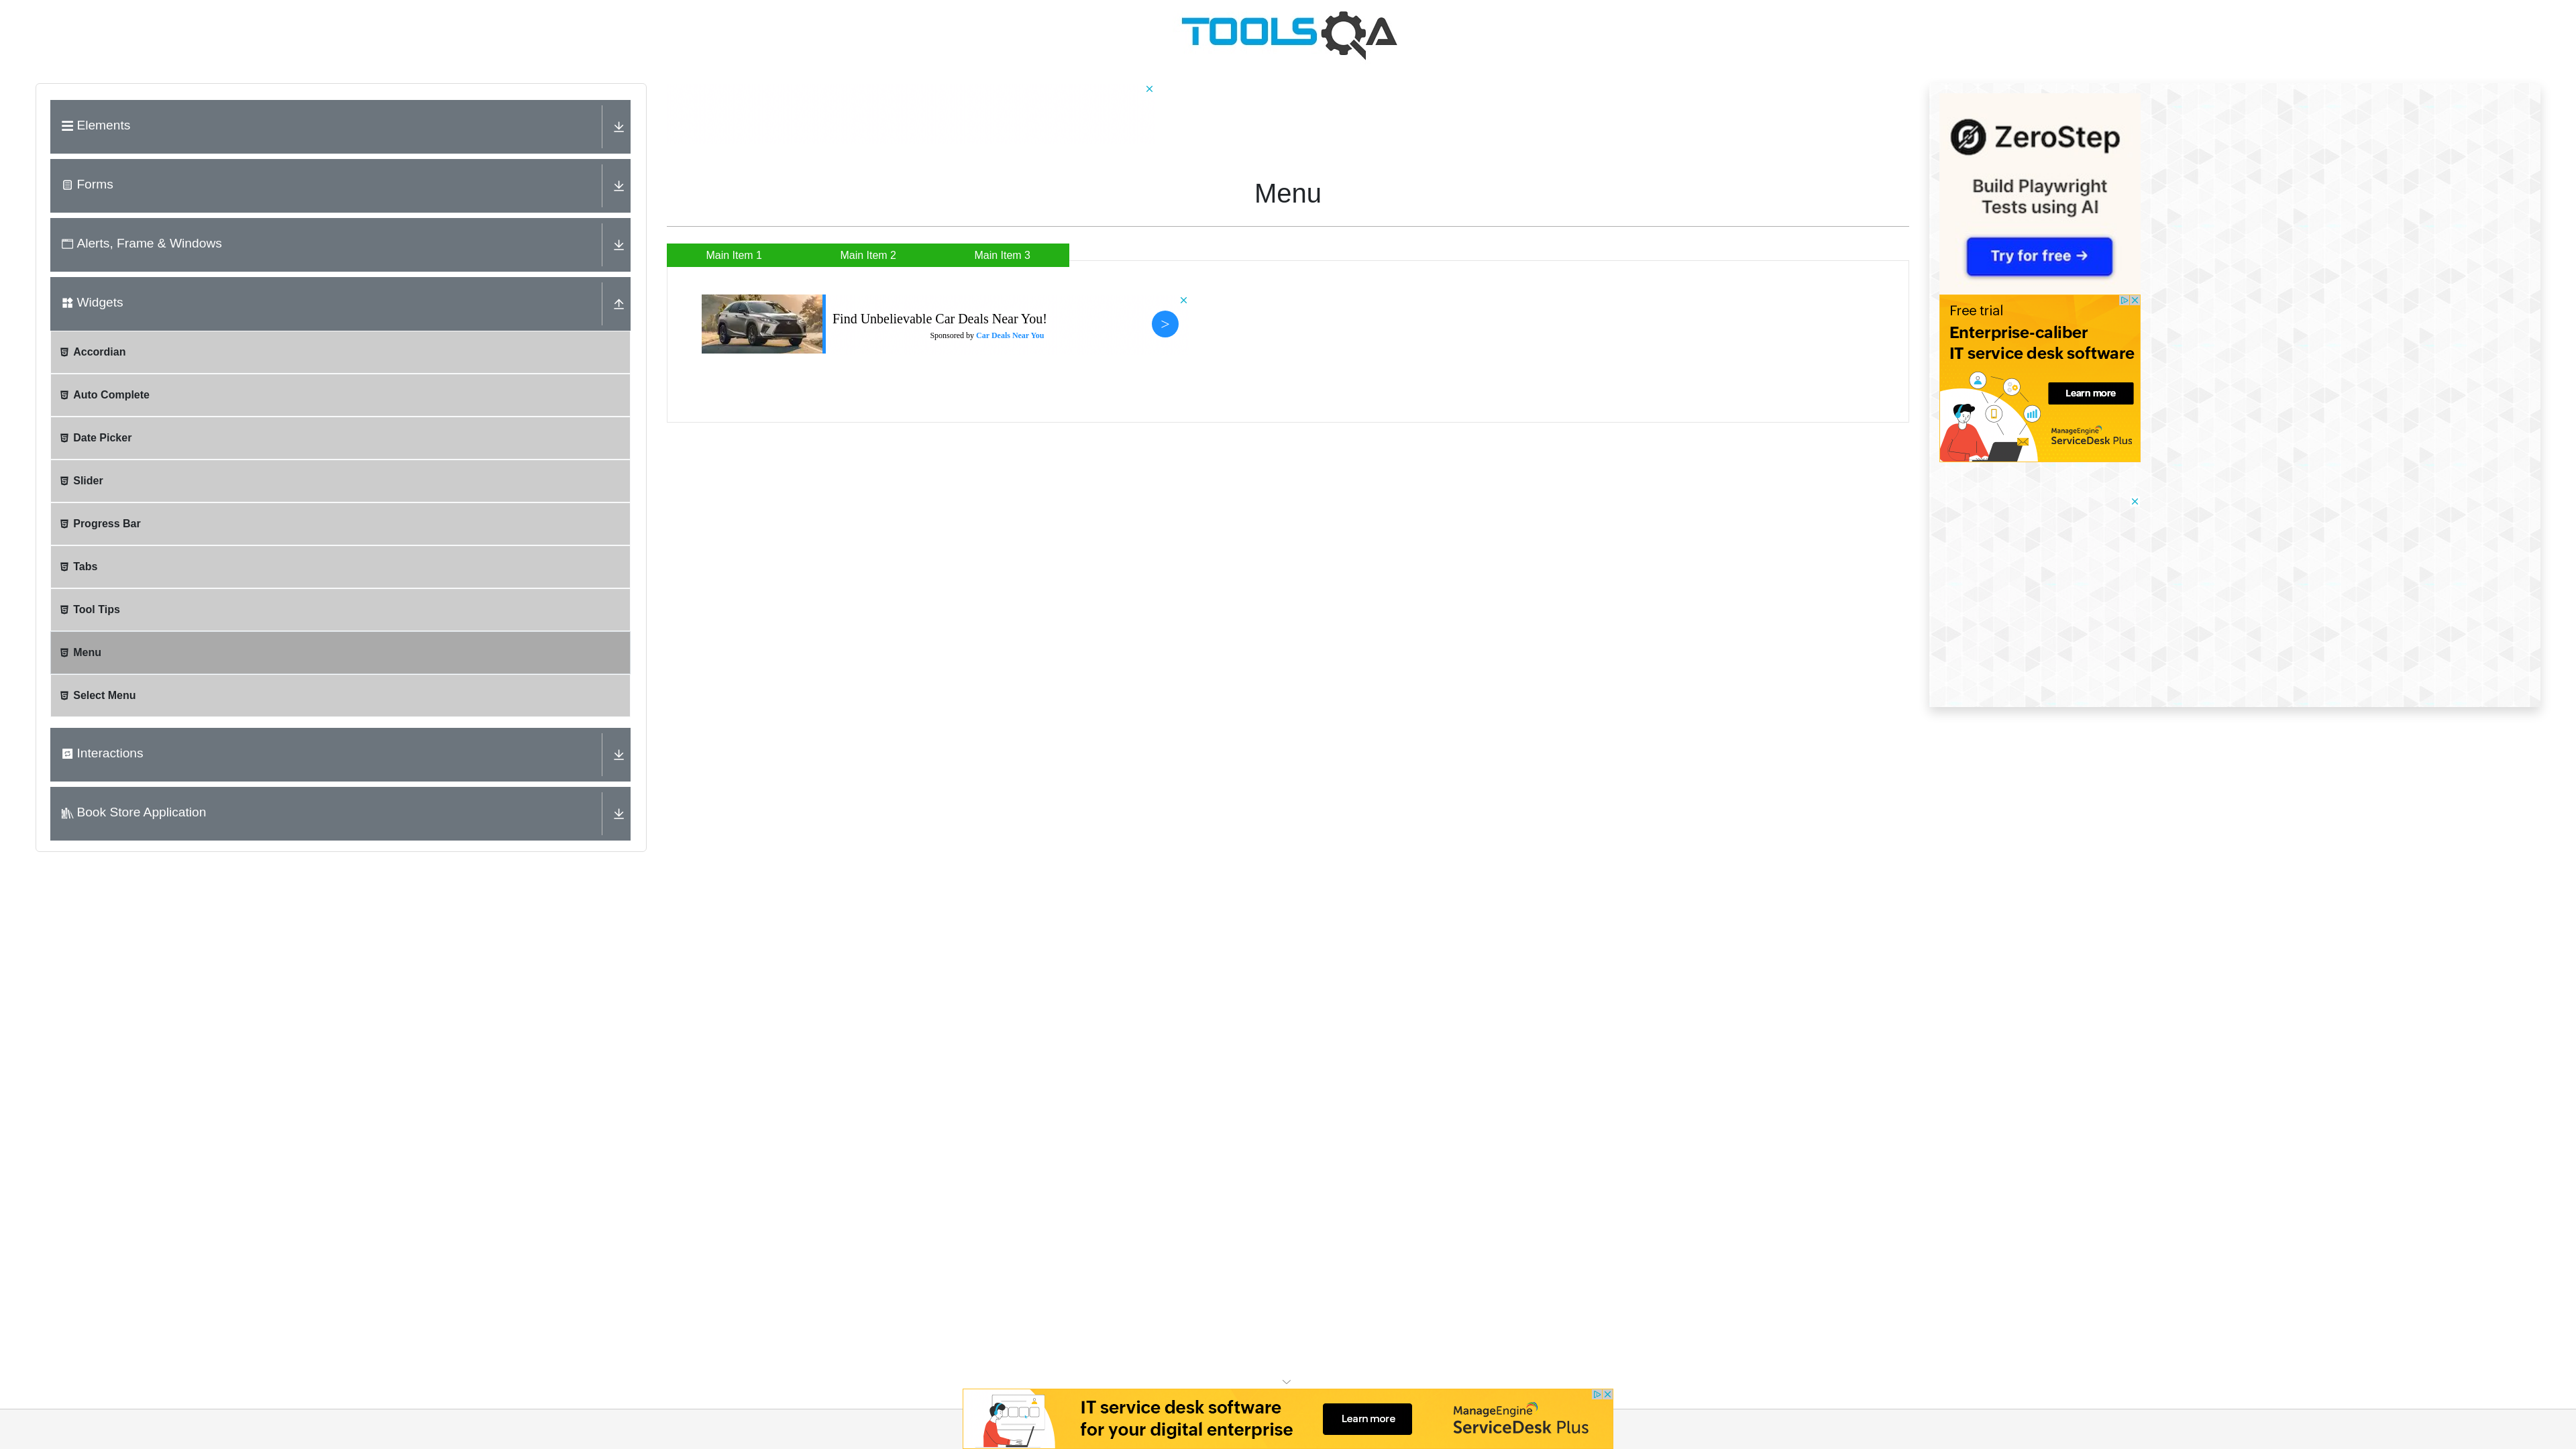 TOOLSQA
Elements
Forms
Alerts, Frame & Windows
Widgets
Accordian
Auto Complete
Date Picker
Slider
Progress Bar
Tabs
Tool Tips
Menu
Select Menu
Interactions
Book Store Application
Menu
Main Item 1 Main Item 2 Main Item 3
Find Unbelievable Car Deals Near You!
Sponsored by Car Deals Near You
>
ZeroStep
Build Playwright
Tests using AI
Try for free →
Free trial
Enterprise-caliber
IT service desk software
Learn more
ManageEngine
ServiceDesk Plus
IT service desk software
for your digital enterprise
Learn more
ManageEngine
ServiceDesk Plus